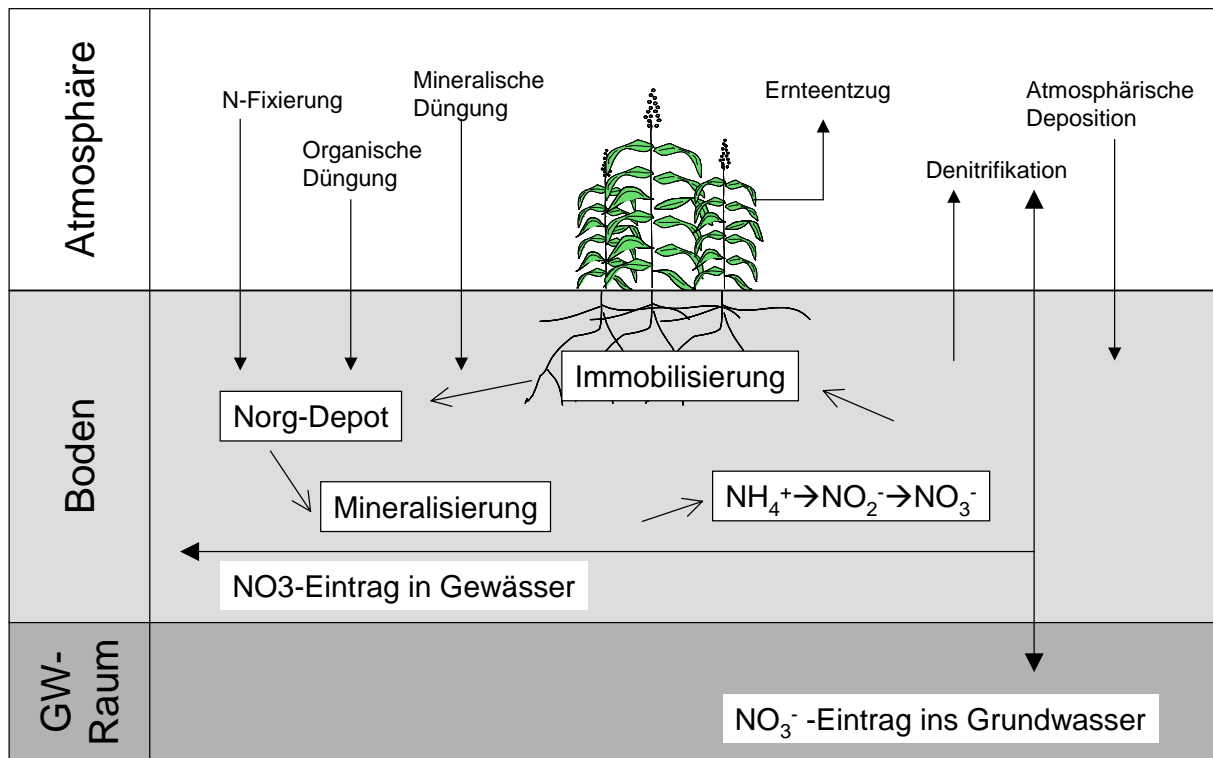 Atmosphäre
N-Fixierung
Organische
Düngung
Mineralische
Düngung
Ernteentzug
Denitrifikation
Atmosphärische
Deposition
Boden
Immobilisierung
Norg-Depot
Mineralisierung
NH₄⁺→NO₂⁻→NO₃⁻
NO3-Eintrag in Gewässer
GW-
Raum
NO₃⁻ -Eintrag ins Grundwasser